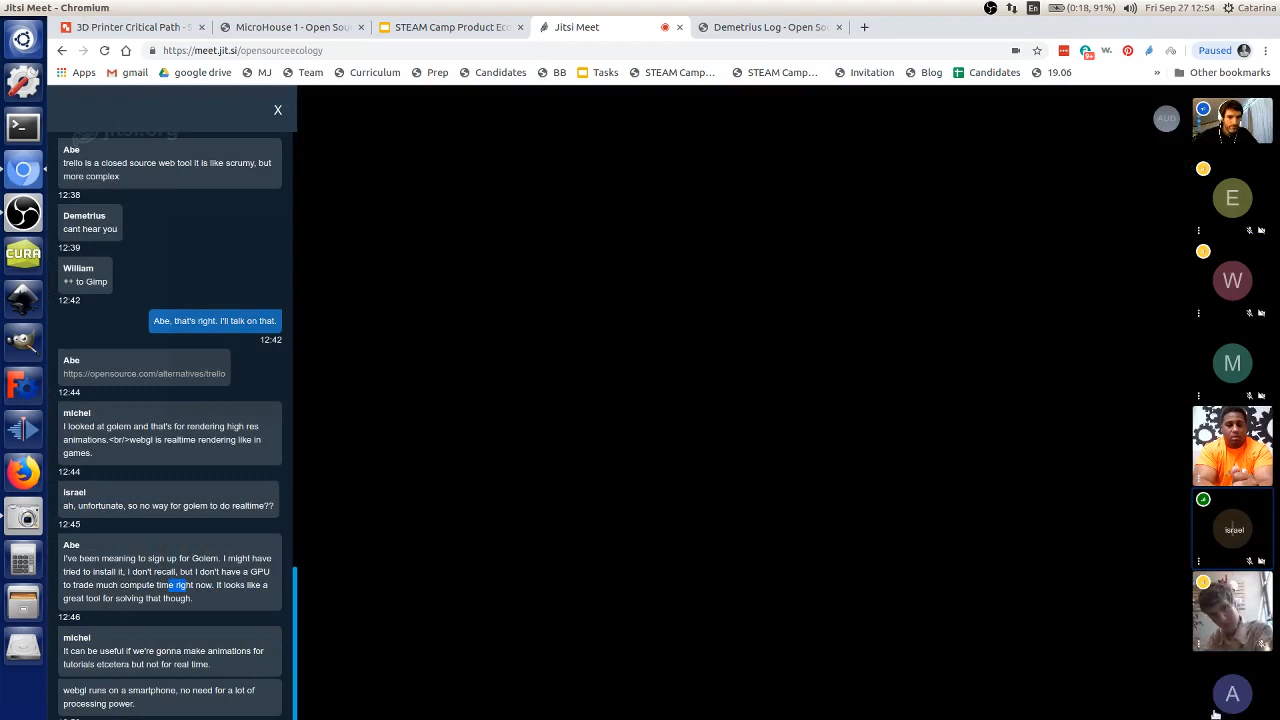 Jitsi Meet - Chromium
En
(0:18, 91%)
Fri Sep 27 12:54
Catarina
3D Printer Critical Path - S
MicroHouse 1 - Open Sou
STEAM Camp Product Eco
Jitsi Meet
Demetrius Log - Open So
https://meet.jit.si/opensourceecology
9+
W.
Paused
Apps
gmail
google drive
MJ
Team
Curriculum
Prep
Candidates
BB
Tasks
STEAM Camp...
STEAM Camp...
Invitation
Blog
Candidates
19.06
»
Other bookmarks
X
jitsi.org
Abe
trello is a closed source web tool it is like scrumy, but
more complex
12:38
Demetrius
cant hear you
12:39
William
++ to Gimp
12:42
Abe, that's right. I'll talk on that.
12:42
Abe
https://opensource.com/alternatives/trello
12:44
michel
I looked at golem and that's for rendering high res
animations.<br/>webgl is realtime rendering like in
games.
12:44
israel
ah, unfortunate, so no way for golem to do realtime??
12:45
Abe
I've been meaning to sign up for Golem. I might have
tried to install it, I don't recall, but I don't have a GPU
to trade much compute time right now. It looks like a
great tool for solving that though.
12:46
michel
It can be useful if we're gonna make animations for
tutorials etcetera but not for real time.
webgl runs on a smartphone, no need for a lot of
processing power.
CURA
AUD
E
W
M
israel
A